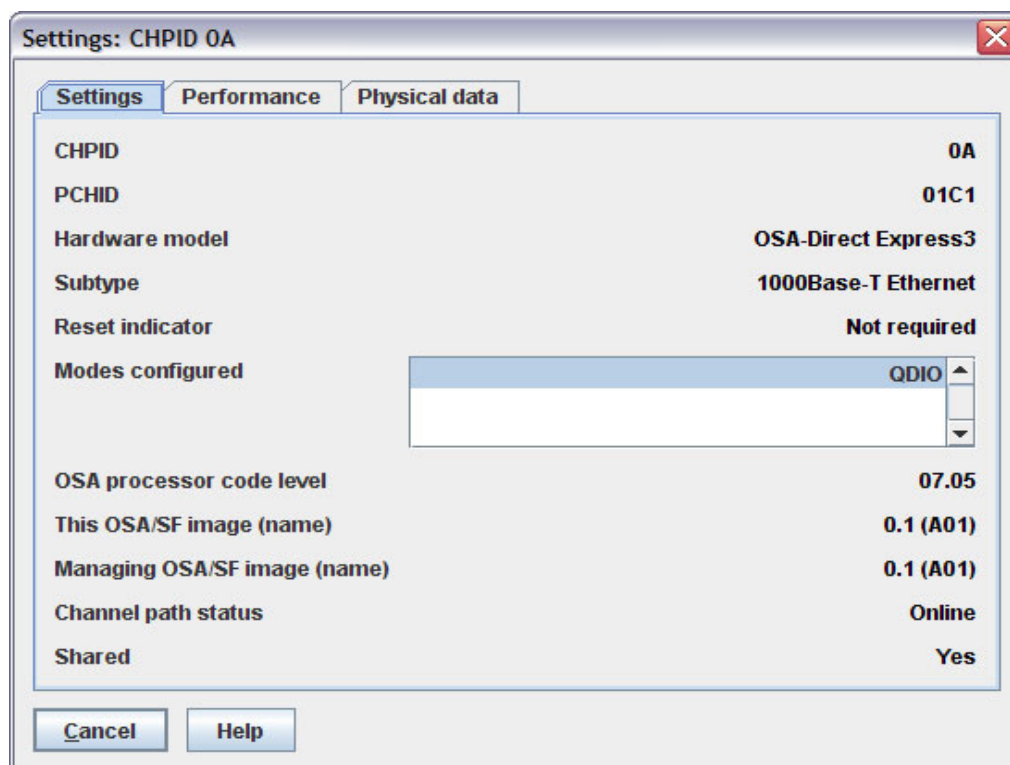 Settings: CHPID 0A
Settings Performance Physical data
CHPID 0A
PCHID 01C1
Hardware model OSA-Direct Express3
Subtype 1000Base-T Ethernet
Reset indicator Not required
Modes configured QDIO
OSA processor code level 07.05
This OSA/SF image (name) 0.1 (A01)
Managing OSA/SF image (name) 0.1 (A01)
Channel path status Online
Shared Yes
Cancel Help